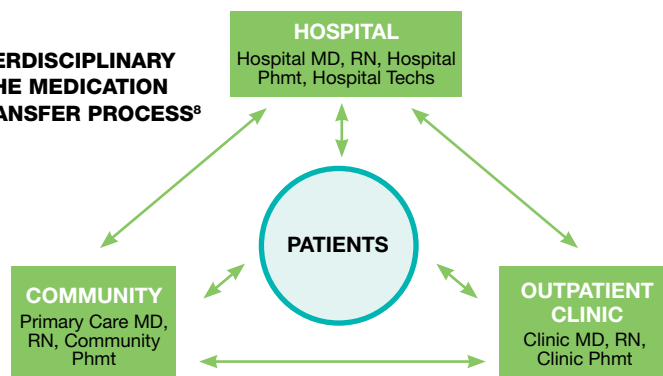 HOSPITAL
Hospital MD, RN, Hospital
Phmt, Hospital Techs
ERDISCIPLINARY
HE MEDICATION
ANSFER PROCESS⁸
PATIENTS
COMMUNITY
Primary Care MD,
RN, Community
Phmt
OUTPATIENT
CLINIC
Clinic MD, RN,
Clinic Phmt